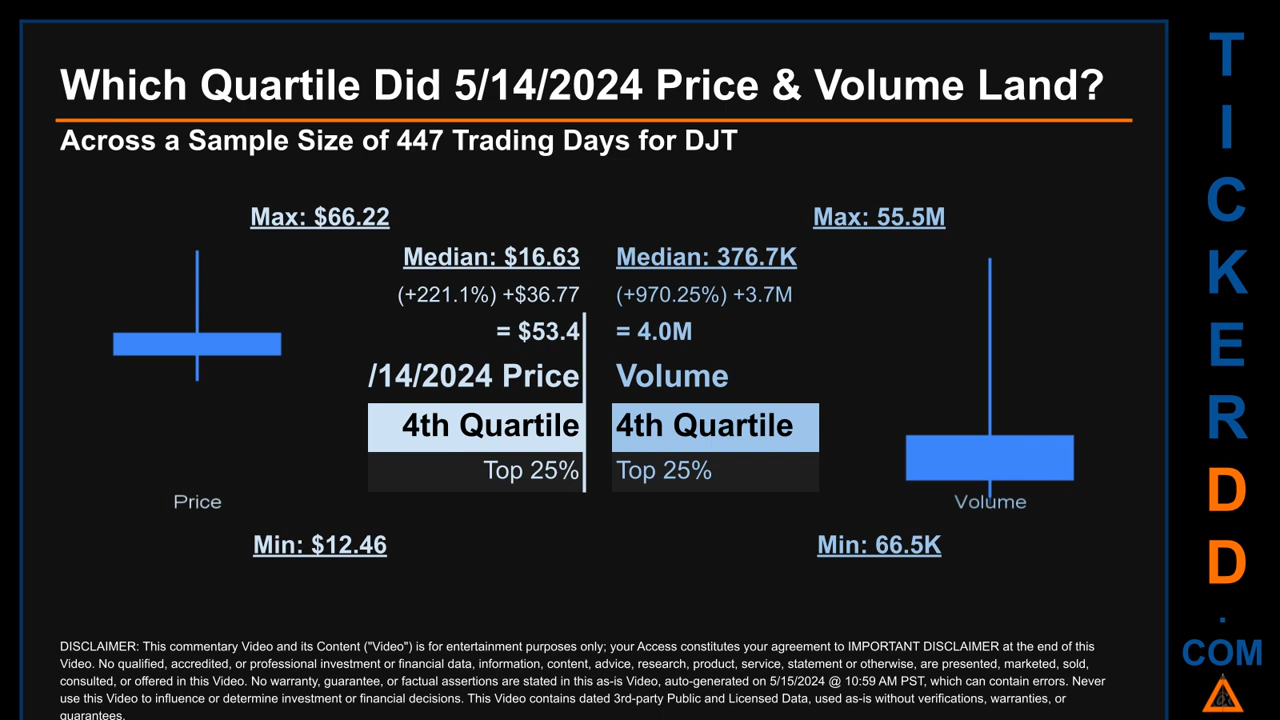 Which Quartile Did 5/14/2024 Price & Volume Land?
Across a Sample Size of 447 Trading Days for DJT
Max: $66.22
Max: 55.5M
Median: $16.63
Median: 376.7K
(+221.1%) +$36.77
(+970.25%) +3.7M
= $53.4
= 4.0M
/14/2024 Price
Volume
4th Quartile
4th Quartile
Top 25%
Top 25%
Price
Volume
Min: $12.46
Min: 66.5K
DISCLAIMER: This commentary Video and its Content ("Video") is for entertainment purposes only; your Access constitutes your agreement to IMPORTANT DISCLAIMER at the end of this
Video. No qualified, accredited, or professional investment or financial data, information, content, advice, research, product, service, statement or otherwise, are presented, marketed, sold,
consulted, or offered in this Video. No warranty, guarantee, or factual assertions are stated in this as-is Video, auto-generated on 5/15/2024 @ 10:59 AM PST, which can contain errors. Never
use this Video to influence or determine investment or financial decisions. This Video contains dated 3rd-party Public and Licensed Data, used as-is without verifications, warranties, or
guarantees.
T
I
C
K
E
R
D
D
.
COM